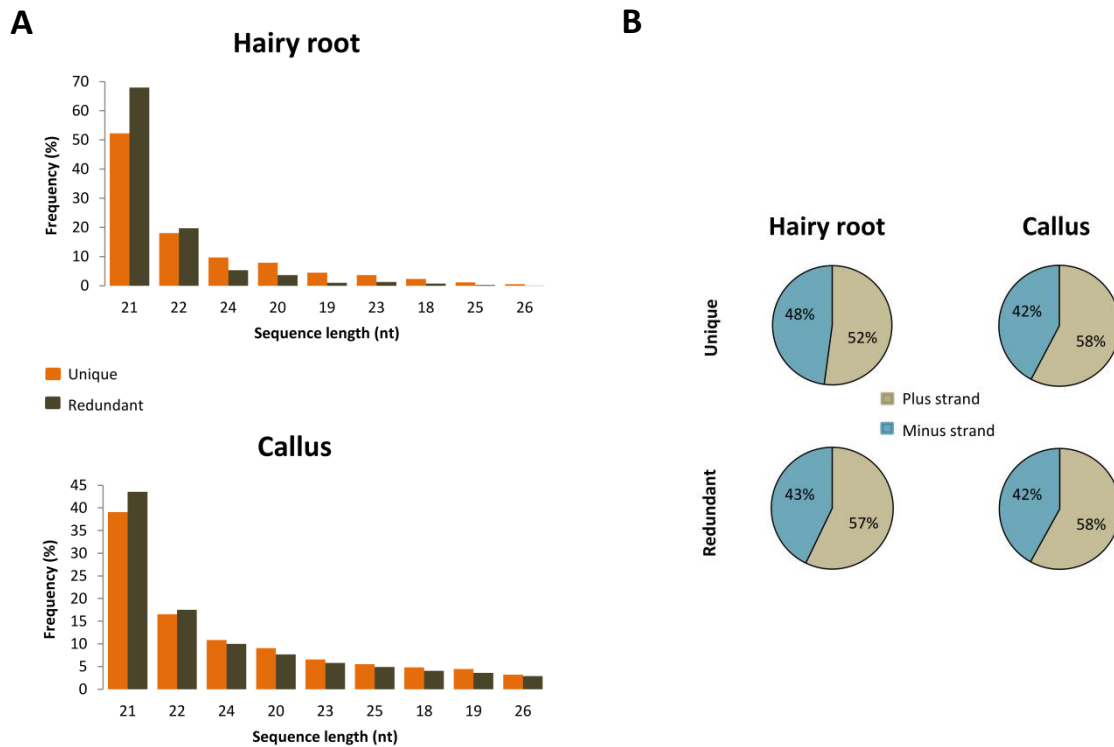 A
Hairy root
70
60
50
40
30
20
10
0
Frequency (%)
21 22 24 20 19 23 18 25 26
Sequence length (nt)
Unique
Redundant
Callus
45
40
35
30
25
20
15
10
5
0
Frequency (%)
21 22 24 20 23 25 18 19 26
Sequence length (nt)
B
Hairy root Callus
Unique
48% 52%
42% 58%
Plus strand
Minus strand
Redundant
43% 57%
42% 58%